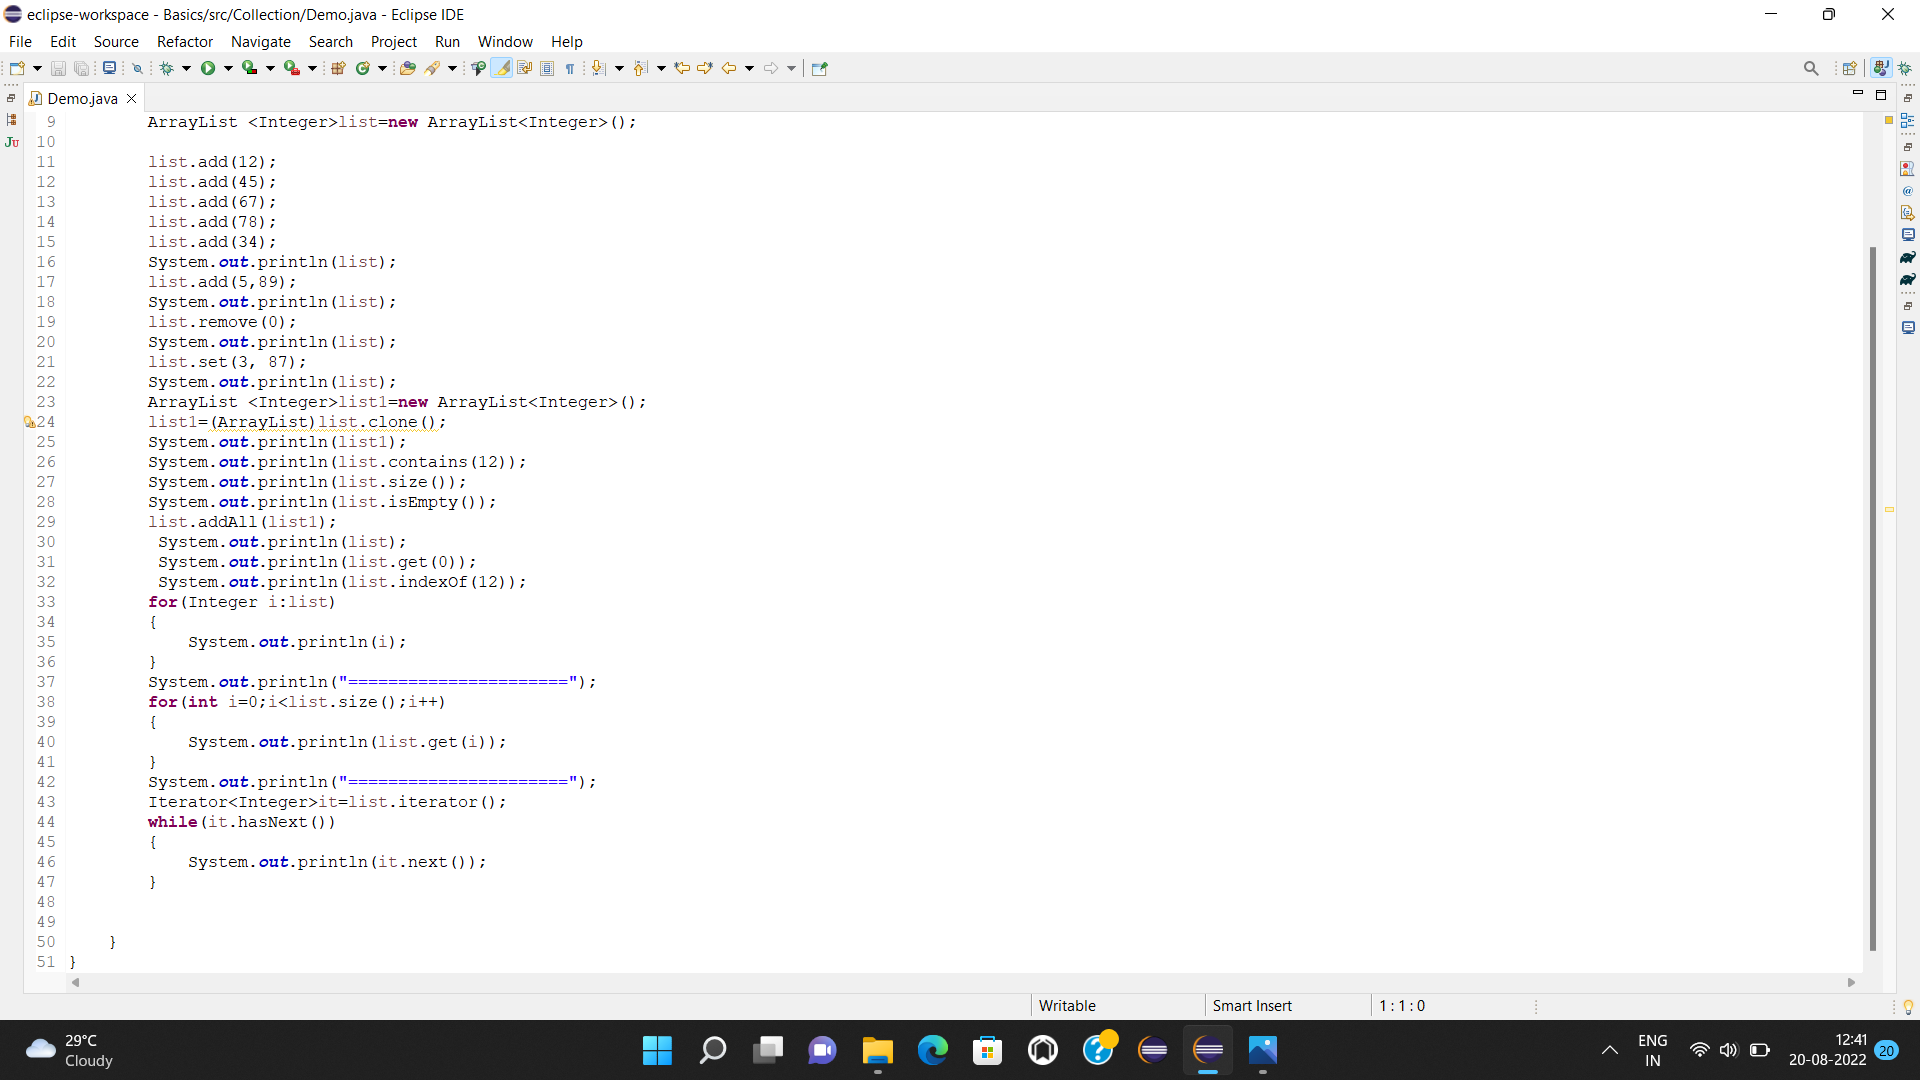 eclipse-workspace - Basics/src/Collection/Demo.java - Eclipse IDE
File Edit Source Refactor Navigate Search Project Run Window Help
Demo.java
9 ArrayList <Integer>list=new ArrayList<Integer>();
10
11 list.add(12);
12 list.add(45);
13 list.add(67);
14 list.add(78);
15 list.add(34);
16 System.out.println(list);
17 list.add(5,89);
18 System.out.println(list);
19 list.remove(0);
20 System.out.println(list);
21 list.set(3, 87);
22 System.out.println(list);
23 ArrayList <Integer>list1=new ArrayList<Integer>();
24 list1=(ArrayList)list.clone();
25 System.out.println(list1);
26 System.out.println(list.contains(12));
27 System.out.println(list.size());
28 System.out.println(list.isEmpty());
29 list.addAll(list1);
30 System.out.println(list);
31 System.out.println(list.get(0));
32 System.out.println(list.indexOf(12));
33 for(Integer i:list)
34 {
35 System.out.println(i);
36 }
37 System.out.println("======================");
38 for(int i=0;i<list.size();i++)
39 {
40 System.out.println(list.get(i));
41 }
42 System.out.println("======================");
43 Iterator<Integer>it=list.iterator();
44 while(it.hasNext())
45 {
46 System.out.println(it.next());
47 }
48
49
50 }
51 }
Writable Smart Insert 1 : 1 : 0
29°C
Cloudy
ENG
IN
12:41
20-08-2022
20